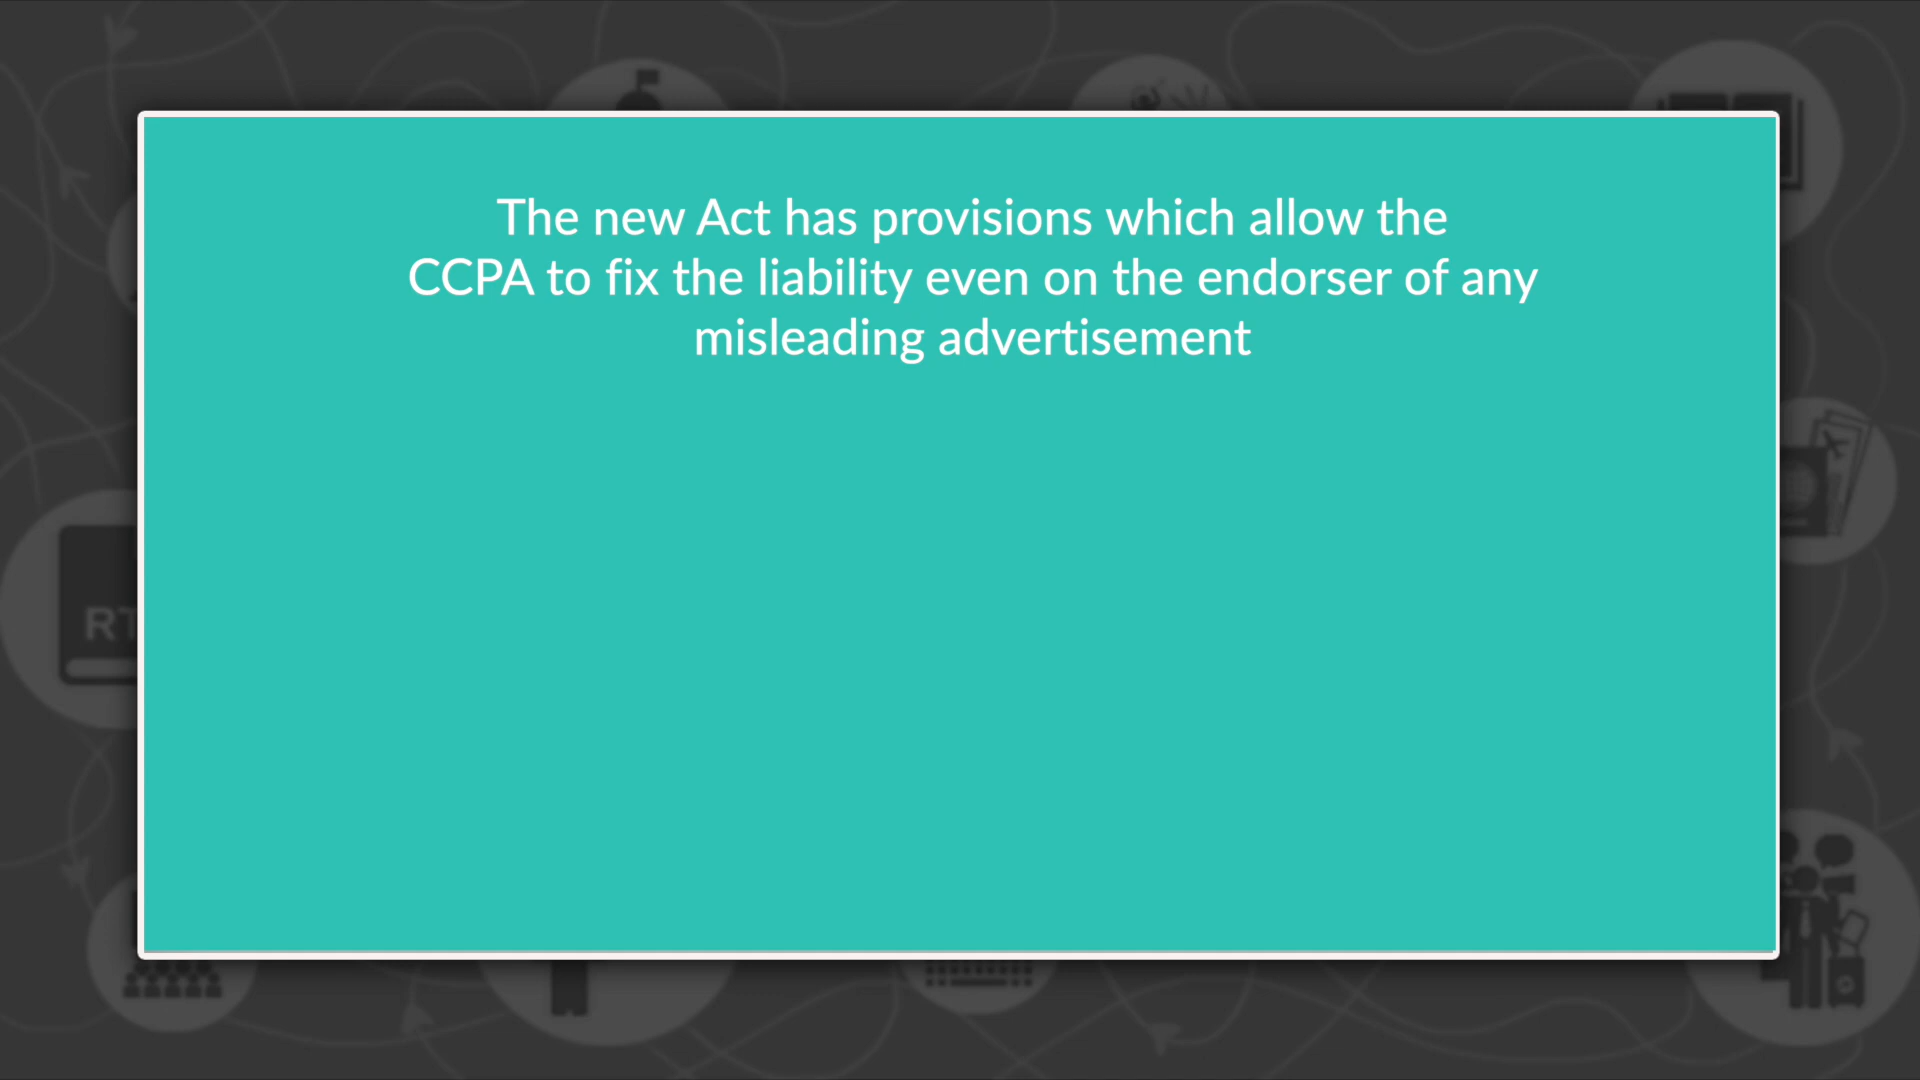 The new Act has provisions which allow the
CCPA to fix the liability even on the endorser of any
misleading advertisement
RT